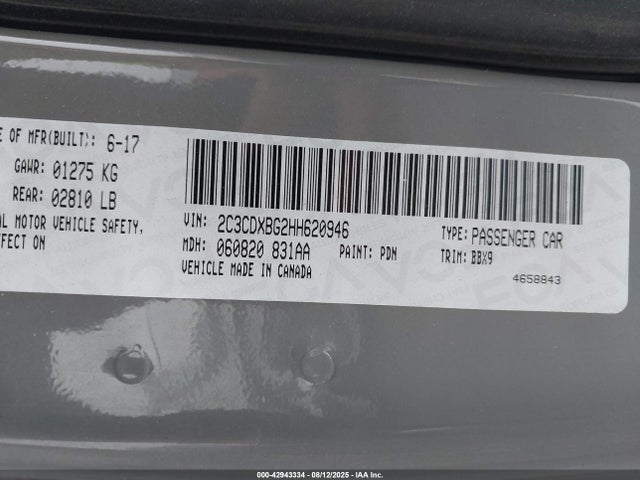 E OF MFR(BUILT): 6-17
GAWR: 01275 KG
REAR: 02810 LB
AL MOTOR VEHICLE SAFETY,
EFFECT ON
VIN: 2C3CDXBG2HH620946
TYPE: PASSENGER CAR
MDH: 060820 831AA
PAINT: PDN
TRIM: BBX9
VEHICLE MADE IN CANADA
4658843
000-42943334 - 08/12/2025 - IAA Inc.